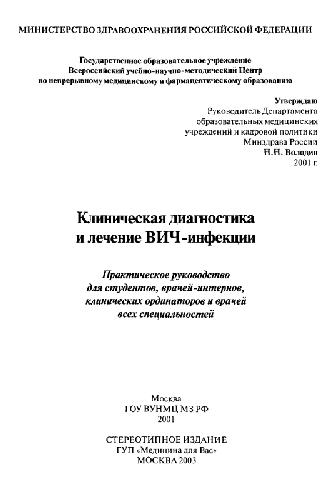 МИНИСТЕРСТВО ЗДРАВООХРАНЕНИЯ РОССИЙСКОЙ ФЕДЕРАЦИИ
Государственное образовательное учреждение
Всероссийский учебно-научно-методический Центр
по непрерывному медицинскому и фармацевтическому образованию
Утверждаю
Руководитель Департамента
образовательных медицинских
учреждений и кадровой политики
Минздрава России
Н.Н. Володин
2001 г.
Клиническая диагностика
и лечение ВИЧ-инфекции
Практическое руководство
для студентов, врачей-интернов,
клинических ординаторов и врачей
всех специальностей
Москва
ГОУ ВУНМЦ МЗ РФ
2001
СТЕРЕОТИПНОЕ ИЗДАНИЕ
ГУП «Медицина для Вас»
МОСКВА 2003